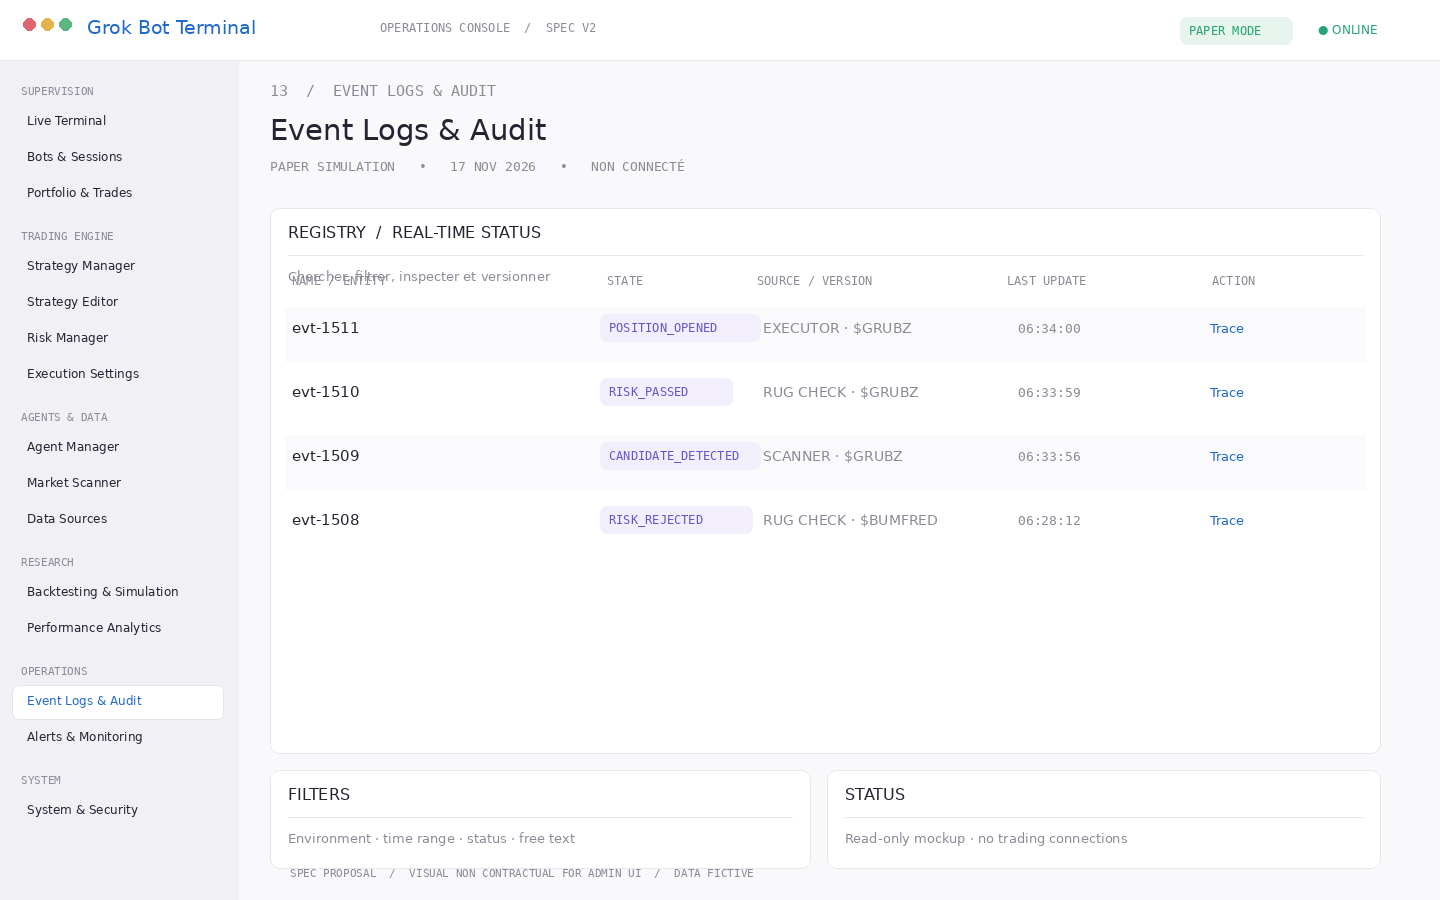 Grok Bot Terminal
OPERATIONS CONSOLE / SPEC V2
PAPER MODE
ONLINE
SUPERVISION
Live Terminal
Bots & Sessions
Portfolio & Trades
TRADING ENGINE
Strategy Manager
Strategy Editor
Risk Manager
Execution Settings
AGENTS & DATA
Agent Manager
Market Scanner
Data Sources
RESEARCH
Backtesting & Simulation
Performance Analytics
OPERATIONS
Event Logs & Audit
Alerts & Monitoring
SYSTEM
System & Security
13 / EVENT LOGS & AUDIT
Event Logs & Audit
PAPER SIMULATION • 17 NOV 2026 • NON CONNECTÉ
REGISTRY / REAL-TIME STATUS
Chercher, filtrer, inspecter et versionner
NAME / ENTITY STATE SOURCE / VERSION LAST UPDATE ACTION
evt-1511 POSITION_OPENED EXECUTOR · $GRUBZ 06:34:00 Trace
evt-1510 RISK_PASSED RUG CHECK · $GRUBZ 06:33:59 Trace
evt-1509 CANDIDATE_DETECTED SCANNER · $GRUBZ 06:33:56 Trace
evt-1508 RISK_REJECTED RUG CHECK · $BUMFRED 06:28:12 Trace
FILTERS
Environment · time range · status · free text
STATUS
Read-only mockup · no trading connections
SPEC PROPOSAL / VISUAL NON CONTRACTUAL FOR ADMIN UI / DATA FICTIVE